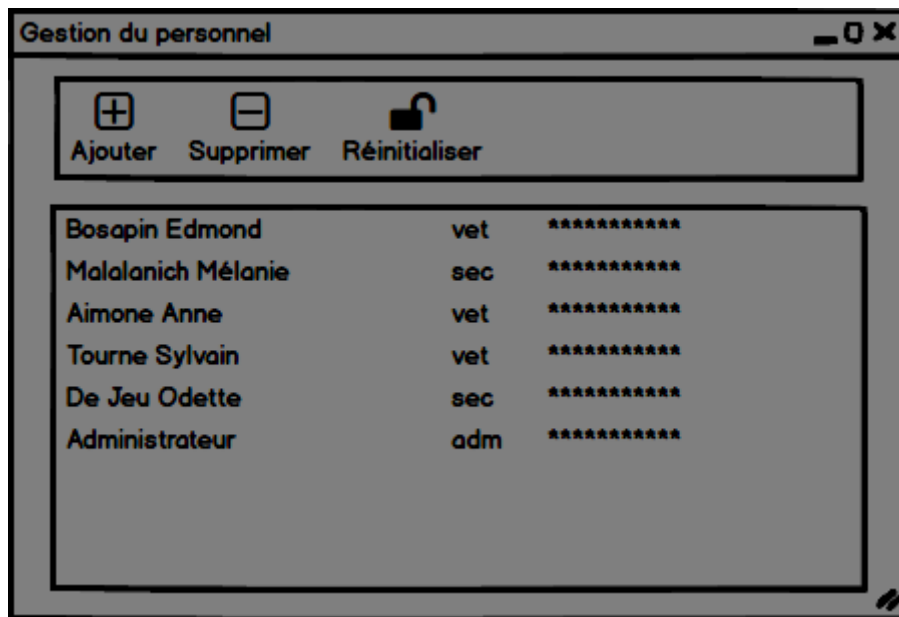 Gestion du personnel
Ajouter Supprimer Réinitialiser
Bosapin Edmond vet ***********
Malalanich Mélanie sec ***********
Aimone Anne vet ***********
Tourne Sylvain vet ***********
De Jeu Odette sec ***********
Administrateur adm ***********